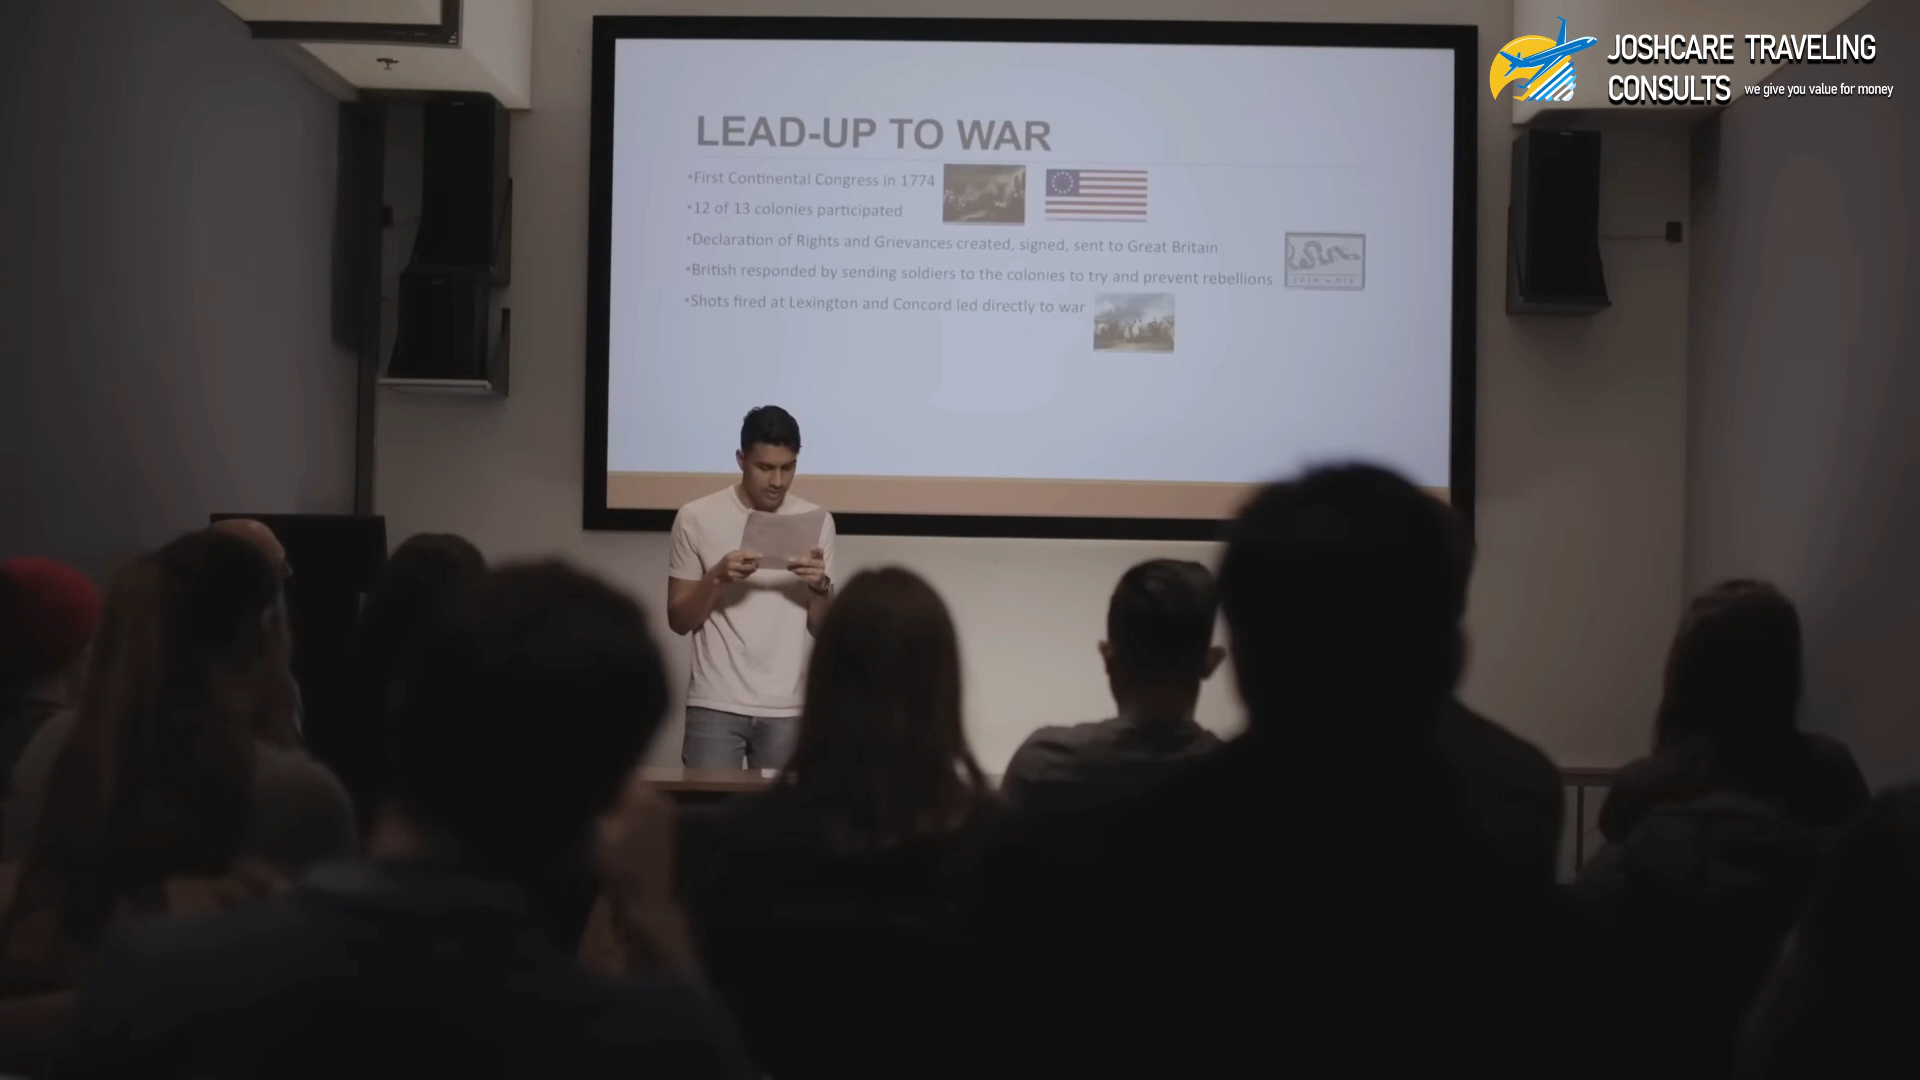 LEAD-UP TO WAR
•First Continental Congress in 1774
•12 of 13 colonies participated
•Declaration of Rights and Grievances created, signed, sent to Great Britain
•British responded by sending soldiers to the colonies to try and prevent rebellions
•Shots fired at Lexington and Concord led directly to war
JOIN or DIE
JOSHCARE TRAVELING
CONSULTS we give you value for money